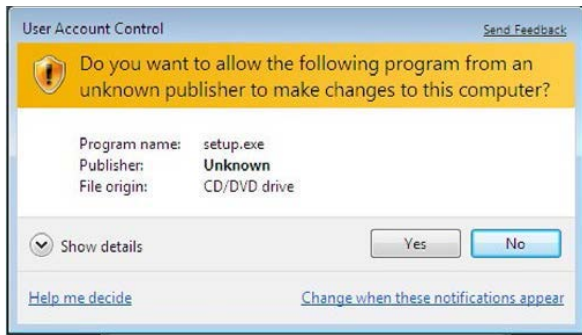 User Account Control
Send Feedback
Do you want to allow the following program from an
unknown publisher to make changes to this computer?
Program name: setup.exe
Publisher: Unknown
File origin: CD/DVD drive
Show details
Yes
No
Help me decide
Change when these notifications appear